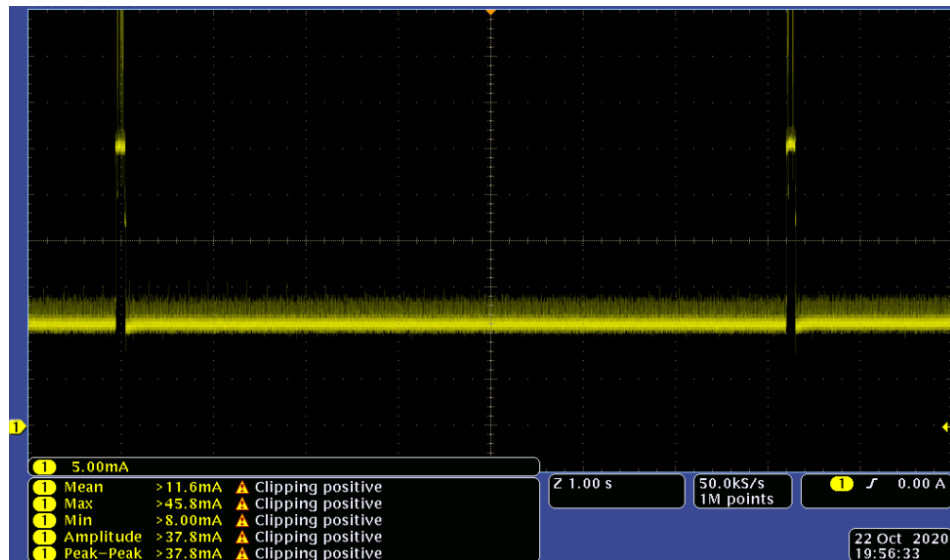 1
1 5.00mA
1 Mean >11.6mA Clipping positive
1 Max >45.8mA Clipping positive
1 Min >8.00mA Clipping positive
1 Amplitude >37.8mA Clipping positive
1 Peak-Peak >37.8mA Clipping positive
Z 1.00 s
50.0kS/s
1M points
1 0.00 A
22 Oct 2020
19:56:33